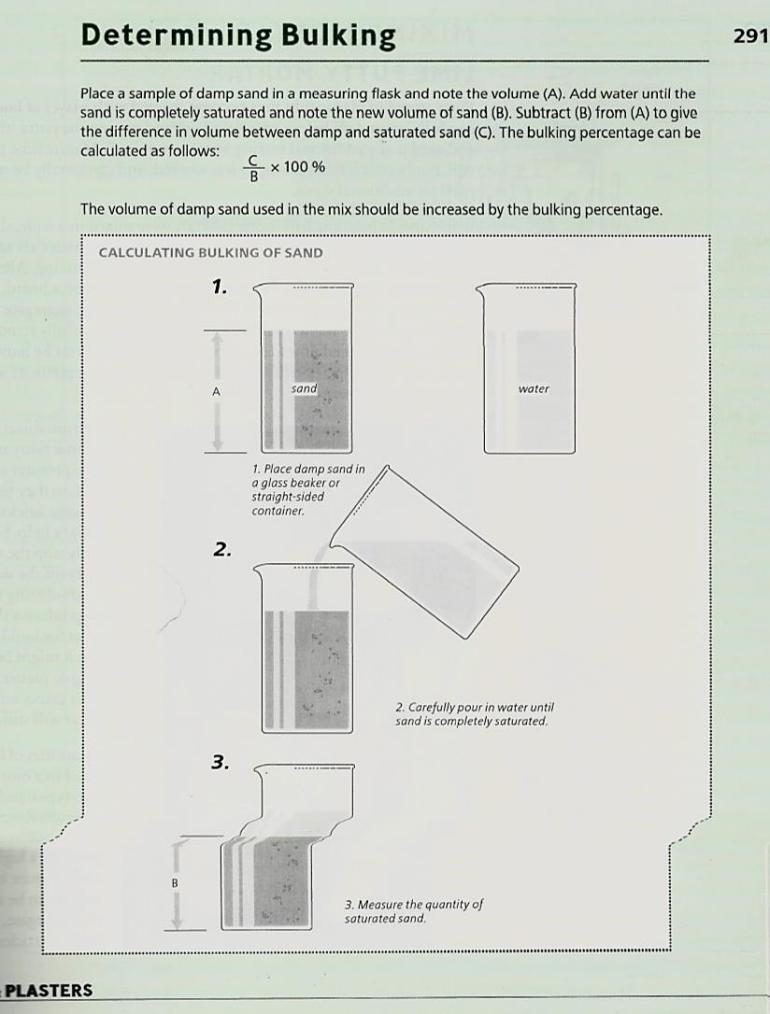 Determining Bulking
291
Place a sample of damp sand in a measuring flask and note the volume (A). Add water until the
sand is completely saturated and note the new volume of sand (B). Subtract (B) from (A) to give
the difference in volume between damp and saturated sand (C). The bulking percentage can be
calculated as follows:
C
B
x 100 %
The volume of damp sand used in the mix should be increased by the bulking percentage.
CALCULATING BULKING OF SAND
1.
A
sand
water
1. Place damp sand in
a glass beaker or
straight-sided
container.
2.
2. Carefully pour in water until
sand is completely saturated.
3.
B
3. Measure the quantity of
saturated sand.
PLASTERS